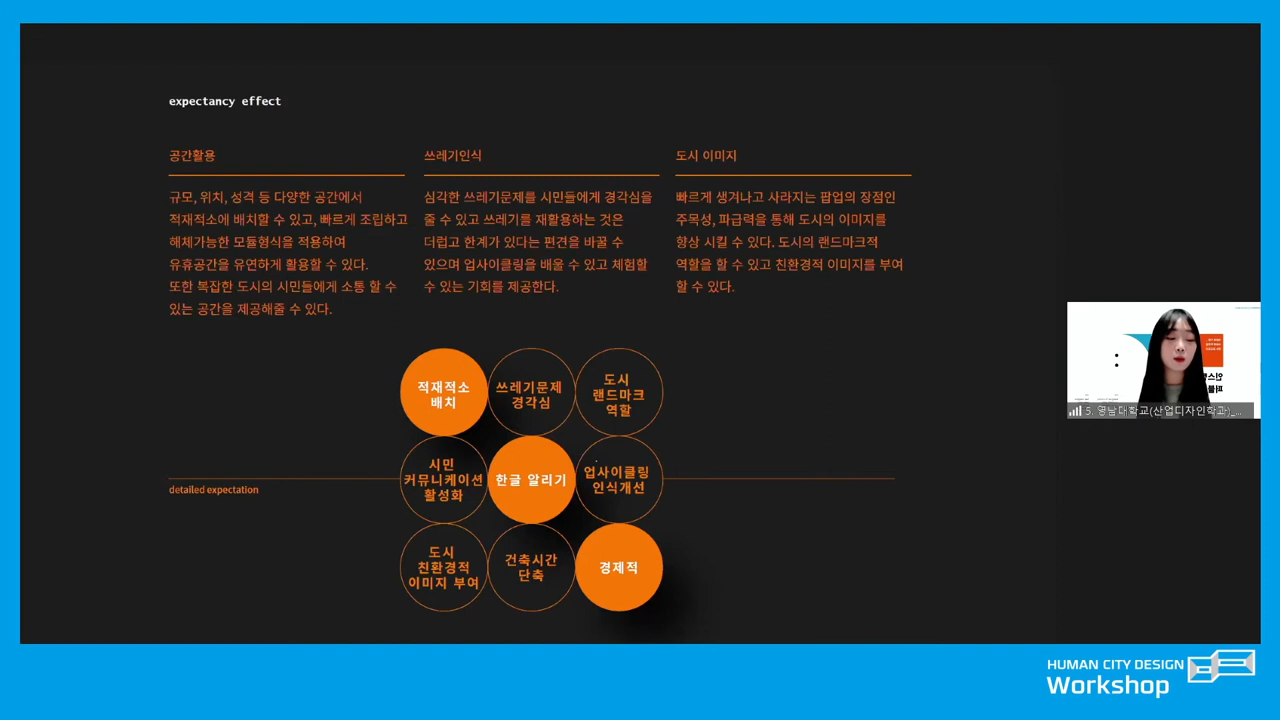 expectancy effect
공간활용
규모, 위치, 성격 등 다양한 공간에서
적재적소에 배치할 수 있고, 빠르게 조립하고
해체가능한 모듈형식을 적용하여
유휴공간을 유연하게 활용할 수 있다.
또한 복잡한 도시의 시민들에게 소통 할 수
있는 공간을 제공해줄 수 있다.
쓰레기인식
심각한 쓰레기문제를 시민들에게 경각심을
줄 수 있고 쓰레기를 재활용하는 것은
더럽고 한계가 있다는 편견을 바꿀 수
있으며 업사이클링을 배울 수 있고 체험할
수 있는 기회를 제공한다.
도시 이미지
빠르게 생겨나고 사라지는 팝업의 장점인
주목성, 파급력을 통해 도시의 이미지를
향상 시킬 수 있다. 도시의 랜드마크적
역할을 할 수 있고 친환경적 이미지를 부여
할 수 있다.
적재적소
배치
쓰레기문제
경각심
도시
랜드마크
역할
시민
커뮤니케이션
활성화
한글 알리기
업사이클링
인식개선
도시
친환경적
이미지 부여
건축시간
단축
경제적
detailed expectation
5. 영남대학교(산업디자인학과)_...
HUMAN CITY DESIGN
Workshop